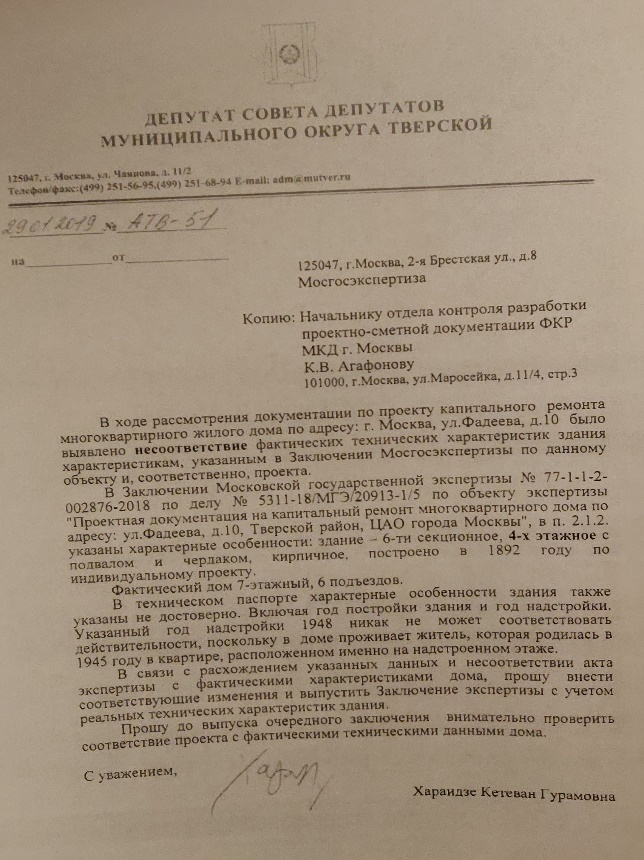 ДЕПУТАТ СОВЕТА ДЕПУТАТОВ
МУНИЦИПАЛЬНОГО ОКРУГА ТВЕРСКОЙ
125047, г. Москва, ул. Чаянова, д. 11/2
Телефон/факс:(499) 251-56-95,(499) 251-68-94 E-mail: adm@mutver.ru
29.01.2019 № АТВ-51
на____________от______________
125047, г.Москва, 2-я Брестская ул., д.8
Мосгосэкспертиза
Копию: Начальнику отдела контроля разработки
проектно-сметной документации ФКР
МКД г. Москвы
К.В. Агафонову
101000, г.Москва, ул.Маросейка, д.11/4, стр.3
В ходе рассмотрения документации по проекту капитального ремонта
многоквартирного жилого дома по адресу: г. Москва, ул.Фадеева, д.10 было
выявлено несоответствие фактических технических характеристик здания
характеристикам, указанным в Заключении Мосгосэкспертизы по данному
объекту и, соответственно, проекта.
В Заключении Московской государственной экспертизы № 77-1-1-2-
002876-2018 по делу № 5311-18/МГЭ/20913-1/5 по объекту экспертизы
"Проектная документация на капитальный ремонт многоквартирного дома по
адресу: ул.Фадеева, д.10, Тверской район, ЦАО города Москвы", в п. 2.1.2.
указаны характерные особенности: здание – 6-ти секционное, 4-х этажное с
подвалом и чердаком, кирпичное, построено в 1892 году по
индивидуальному проекту.
Фактический дом 7-этажный, 6 подъездов.
В техническом паспорте характерные особенности здания также
указаны не достоверно. Включая год постройки здания и год надстройки.
Указанный год надстройки 1948 никак не может соответствовать
действительности, поскольку в доме проживает житель, которая родилась в
1945 году в квартире, расположенном именно на надстроенном этаже.
В связи с расхождением указанных данных и несоответствии акта
экспертизы с фактическими характеристиками дома, прошу внести
соответствующие изменения и выпустить Заключение экспертизы с учетом
реальных технических характеристик здания.
Прошу до выпуска очередного заключения внимательно проверить
соответствие проекта с фактическими техническими данными дома.
С уважением,
Хараидзе Кетеван Гурамовна